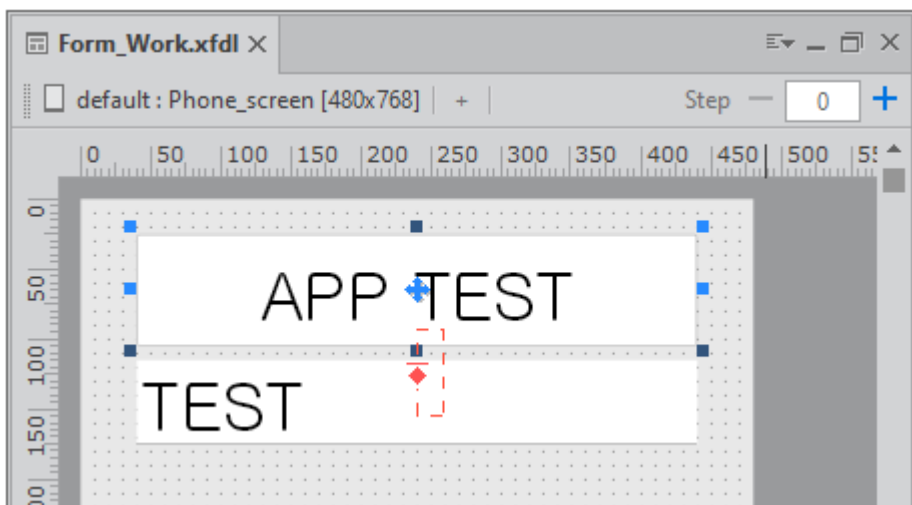 Form_Work.xfdl
default : Phone_screen [480x768] + Step 0
0 50 100 150 200 250 300 350 400 450 500
0
50
100
150
APP TEST
TEST